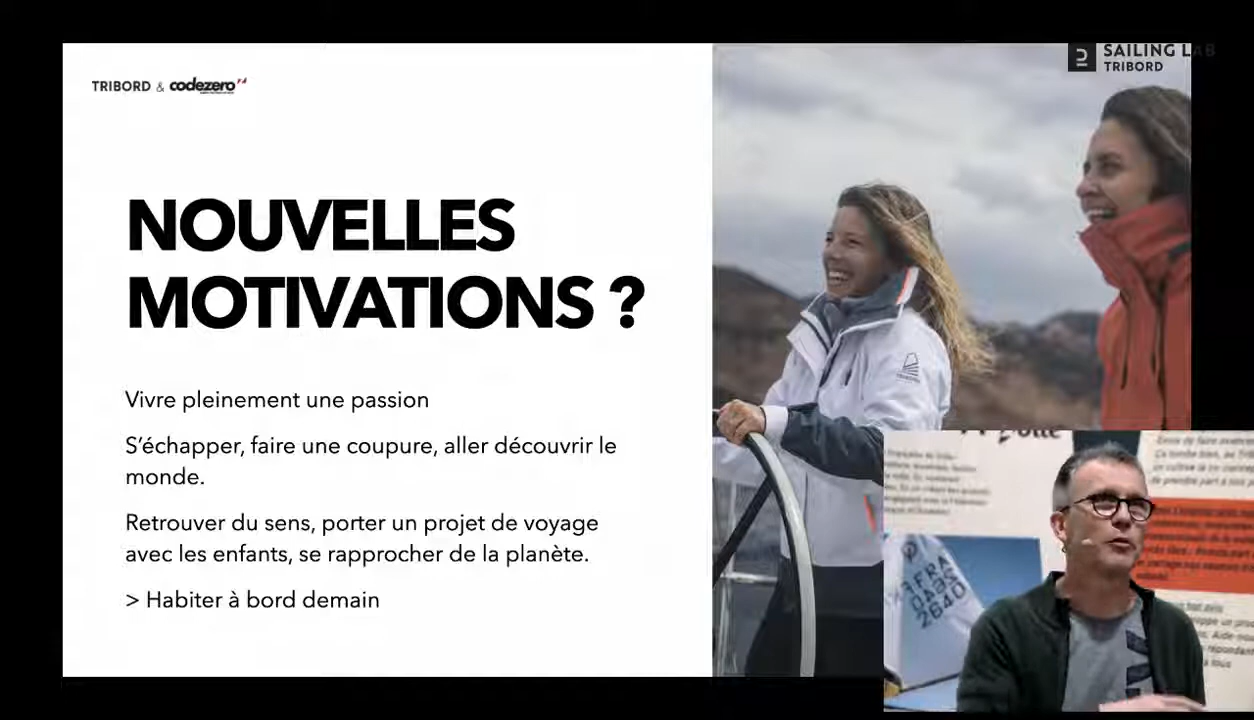 TRIBORD & codezero
SAILING LAB
TRIBORD
NOUVELLES
MOTIVATIONS ?
Vivre pleinement une passion
S'échapper, faire une coupure, aller découvrir le
monde.
Retrouver du sens, porter un projet de voyage
avec les enfants, se rapprocher de la planète.
> Habiter à bord demain
FRA
2640